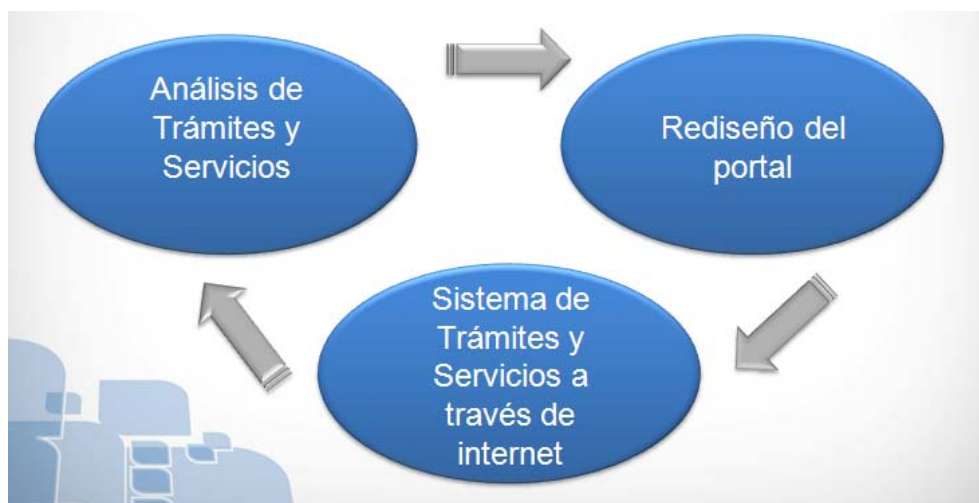 Análisis de
Trámites y
Servicios
Rediseño del
portal
Sistema de
Trámites y
Servicios a
través de
internet